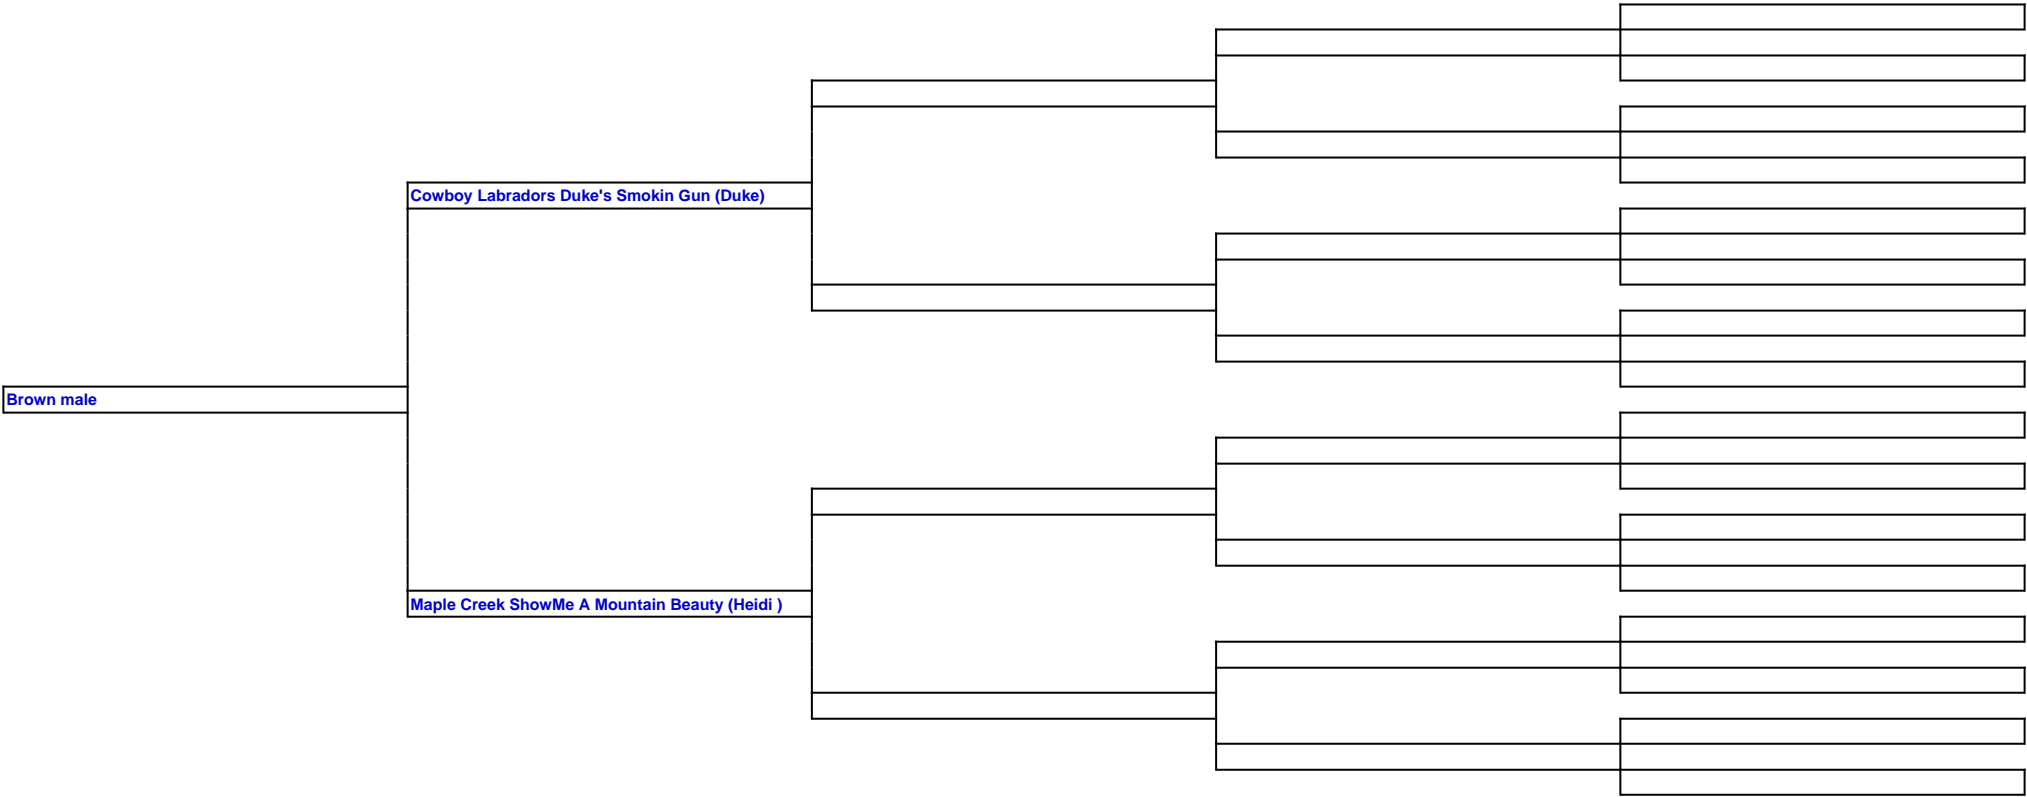 Cowboy Labradors Duke's Smokin Gun (Duke)
Brown male
Maple Creek ShowMe A Mountain Beauty (Heidi )